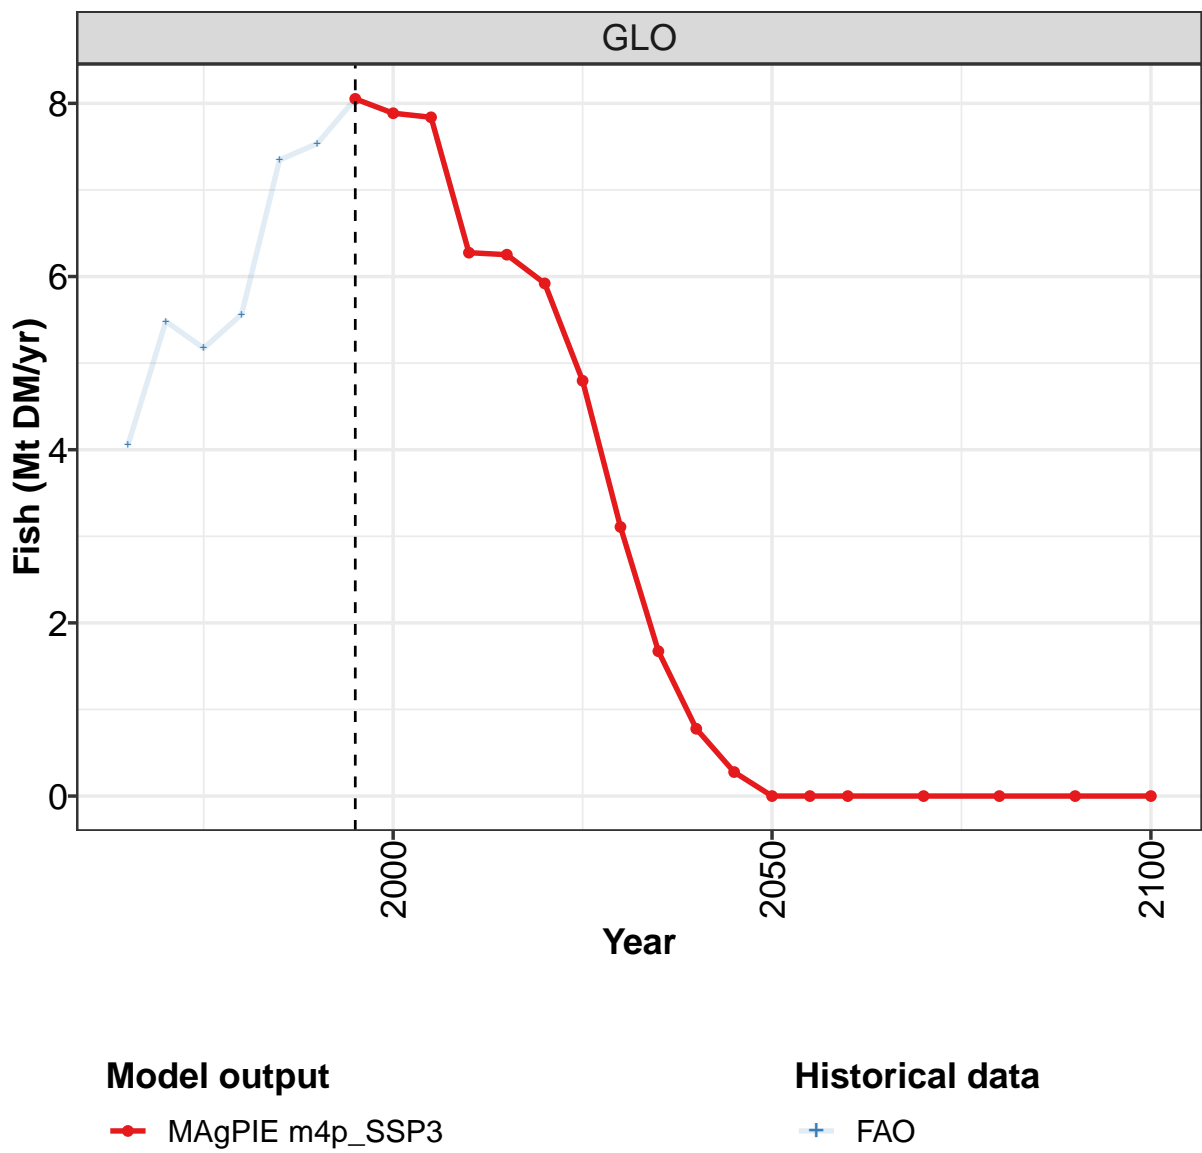 GLO
Fish (Mt DM/yr)
8
6
4
2
0
2000
2050
2100
Year
Model output
Historical data
MAgPIE m4p_SSP3
FAO